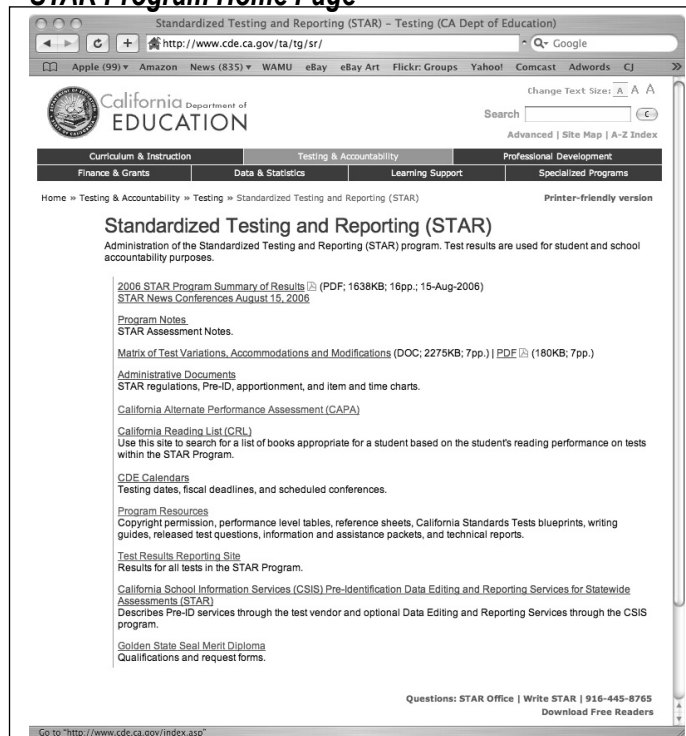 STAR Program Home Page
Standardized Testing and Reporting (STAR) – Testing (CA Dept of Education)
http://www.cde.ca.gov/ta/tg/sr/
Q- Google
Apple (99) Amazon News (835) WAMU eBay eBay Art Flickr: Groups Yahoo! Comcast Adwords CJ »
Change Text Size: A A A
California Department of
EDUCATION
Search
Advanced | Site Map | A-Z Index
Curriculum & Instruction Testing & Accountability Professional Development
Finance & Grants Data & Statistics Learning Support Specialized Programs
Home » Testing & Accountability » Testing » Standardized Testing and Reporting (STAR) Printer-friendly version
Standardized Testing and Reporting (STAR)
Administration of the Standardized Testing and Reporting (STAR) program. Test results are used for student and school
accountability purposes.
2006 STAR Program Summary of Results (PDF; 1638KB; 16pp.; 15-Aug-2006)
STAR News Conferences August 15, 2006
Program Notes
STAR Assessment Notes.
Matrix of Test Variations, Accommodations and Modifications (DOC; 2275KB; 7pp.) | PDF (180KB; 7pp.)
Administrative Documents
STAR regulations, Pre-ID, apportionment, and item and time charts.
California Alternate Performance Assessment (CAPA)
California Reading List (CRL)
Use this site to search for a list of books appropriate for a student based on the student's reading performance on tests
within the STAR Program.
CDE Calendars
Testing dates, fiscal deadlines, and scheduled conferences.
Program Resources
Copyright permission, performance level tables, reference sheets, California Standards Tests blueprints, writing
guides, released test questions, information and assistance packets, and technical reports.
Test Results Reporting Site
Results for all tests in the STAR Program.
California School Information Services (CSIS) Pre-Identification Data Editing and Reporting Services for Statewide
Assessments (STAR)
Describes Pre-ID services through the test vendor and optional Data Editing and Reporting Services through the CSIS
program.
Golden State Seal Merit Diploma
Qualifications and request forms.
Questions: STAR Office | Write STAR | 916-445-8765
Download Free Readers
Go to "http://www.cde.ca.gov/index.asp"